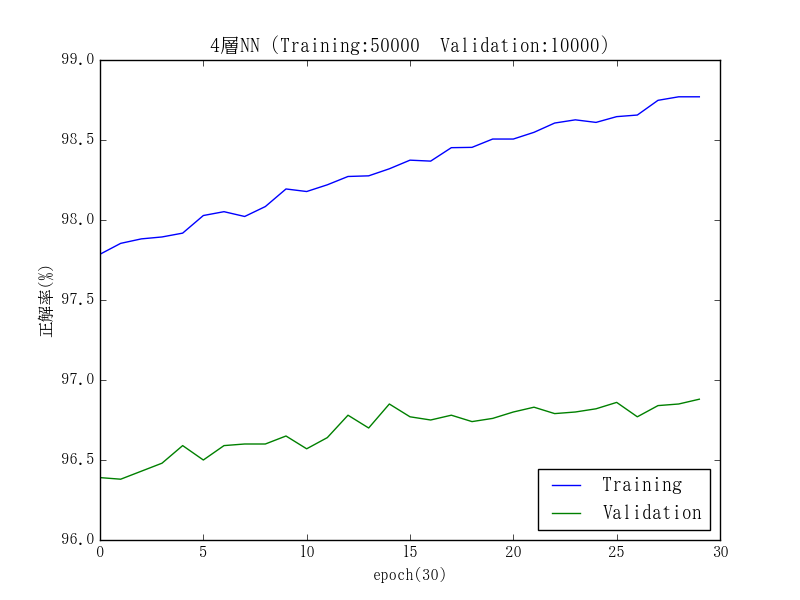 4層NN (Training:50000  Validation:10000)
99.0
98.5
98.0
97.5
97.0
96.5
96.0
正解率(%)
Training
Validation
0 5 10 15 20 25 30
epoch(30)